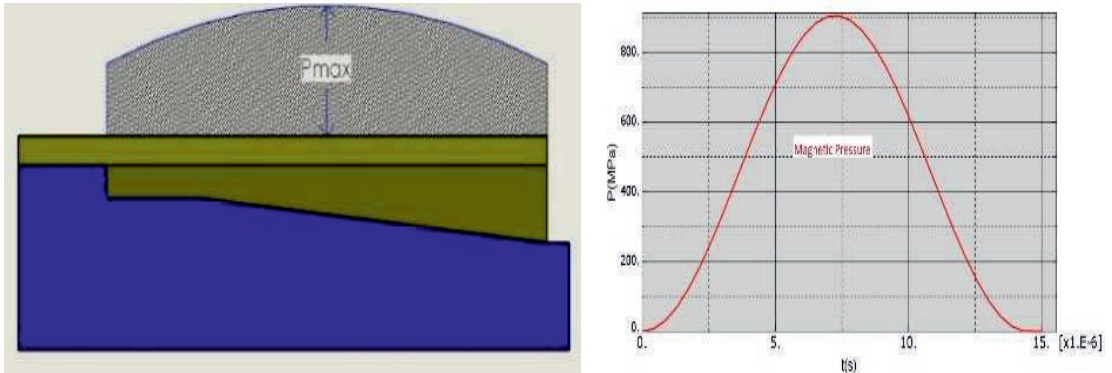 Pmax
800.
600.
400.
200.
0.
P(MPa)
Magnetic Pressure
0. 5. 10. 15. [x1.E-6]
t(s)